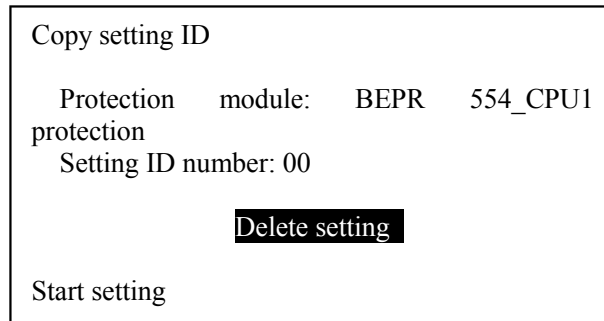 Copy setting ID
Protection module: BEPR 554_CPU1
protection
Setting ID number: 00
Delete setting
Start setting